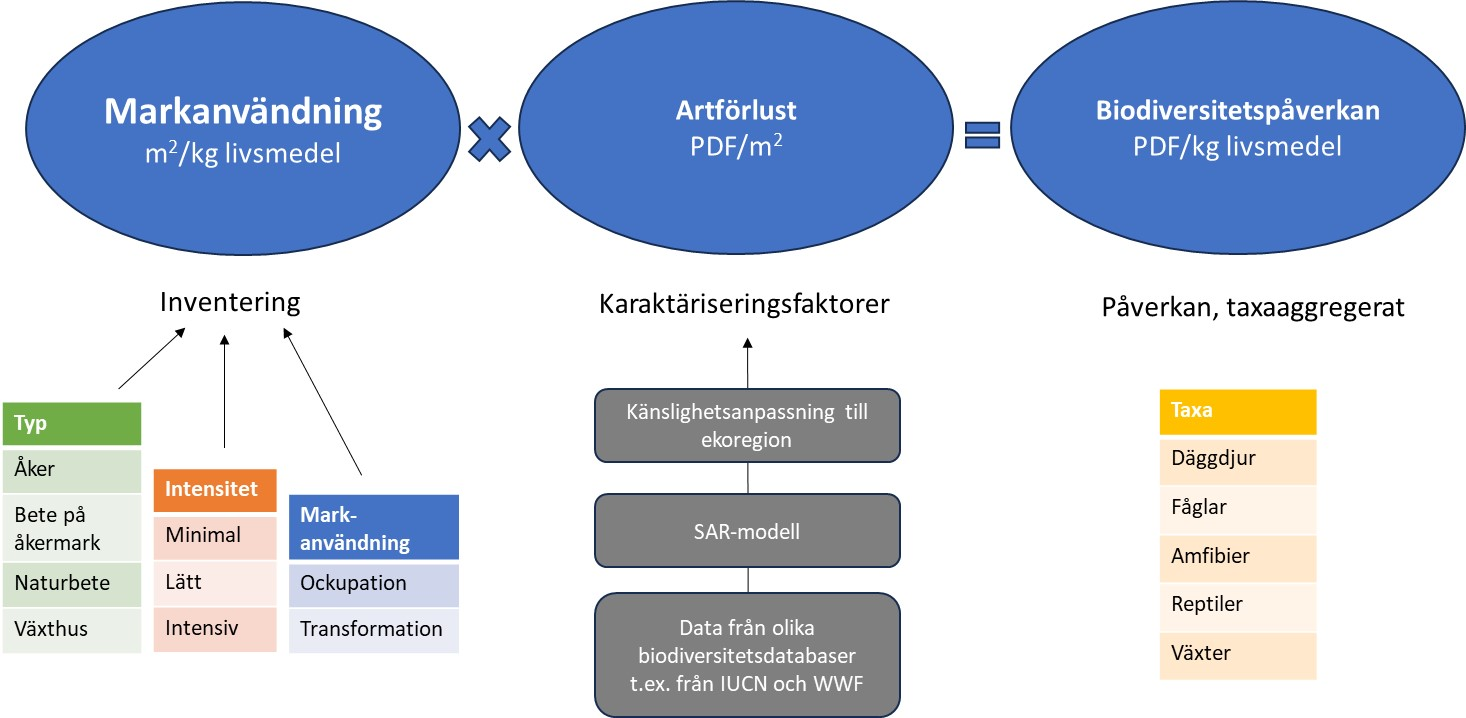 Markanvändning
m²/kg livsmedel
Artförlust
PDF/m²
Biodiversitetspåverkan
PDF/kg livsmedel
Inventering
Karaktäriseringsfaktorer
Påverkan, taxaaggregerat
Typ
Åker
Bete på
åkermark
Naturbete
Växthus
Intensitet
Minimal
Lätt
Intensiv
Mark-
användning
Ockupation
Transformation
Känslighetsanpassning till
ekoregion
SAR-modell
Data från olika
biodiversitetsdatabaser
t.ex. från IUCN och WWF
Taxa
Däggdjur
Fåglar
Amfibier
Reptiler
Växter